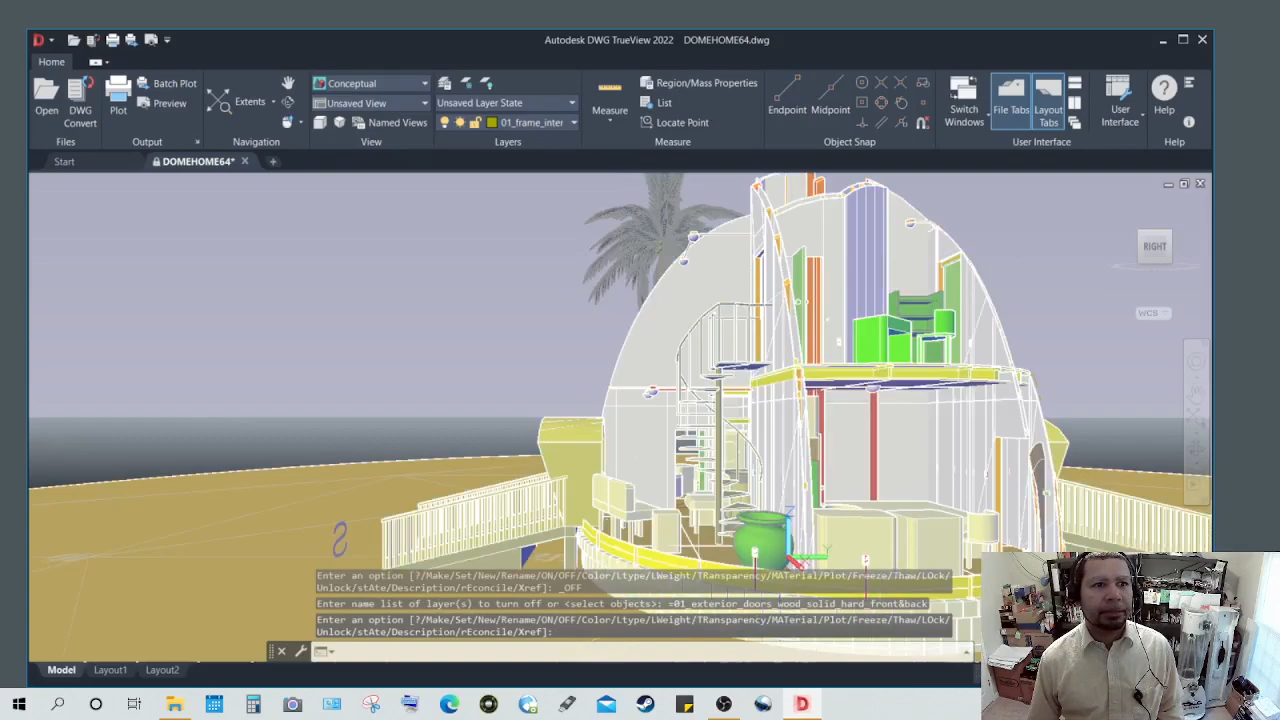 Autodesk DWG TrueView 2022 DOMEHOME64.dwg
Home
Open
DWG Convert
Files
Plot
Batch Plot
Preview
Output
Extents
Navigation
Conceptual
Unsaved View
Named Views
View
Unsaved Layer State
01_frame_inter
Layers
Measure
Region/Mass Properties
List
Locate Point
Measure
Endpoint
Midpoint
Object Snap
Switch Windows
File Tabs
Layout Tabs
User Interface
User Interface
Help
Help
Start
DOMEHOME64*
RIGHT
WCS
S
Z
Y
Enter an option [?/Make/Set/New/Rename/ON/OFF/Color/Ltype/LWeight/TRansparency/MATerial/Plot/Freeze/Thaw/LOck/
Unlock/stAte/Description/rEconcile/Xref]: _OFF
Enter name list of layer(s) to turn off or <select objects>: =01_exterior_doors_wood_solid_hard_front&back
Enter an option [?/Make/Set/New/Rename/ON/OFF/Color/Ltype/LWeight/TRansparency/MATerial/Plot/Freeze/Thaw/LOck/
Unlock/stAte/Description/rEconcile/Xref]:
Model
Layout1
Layout2